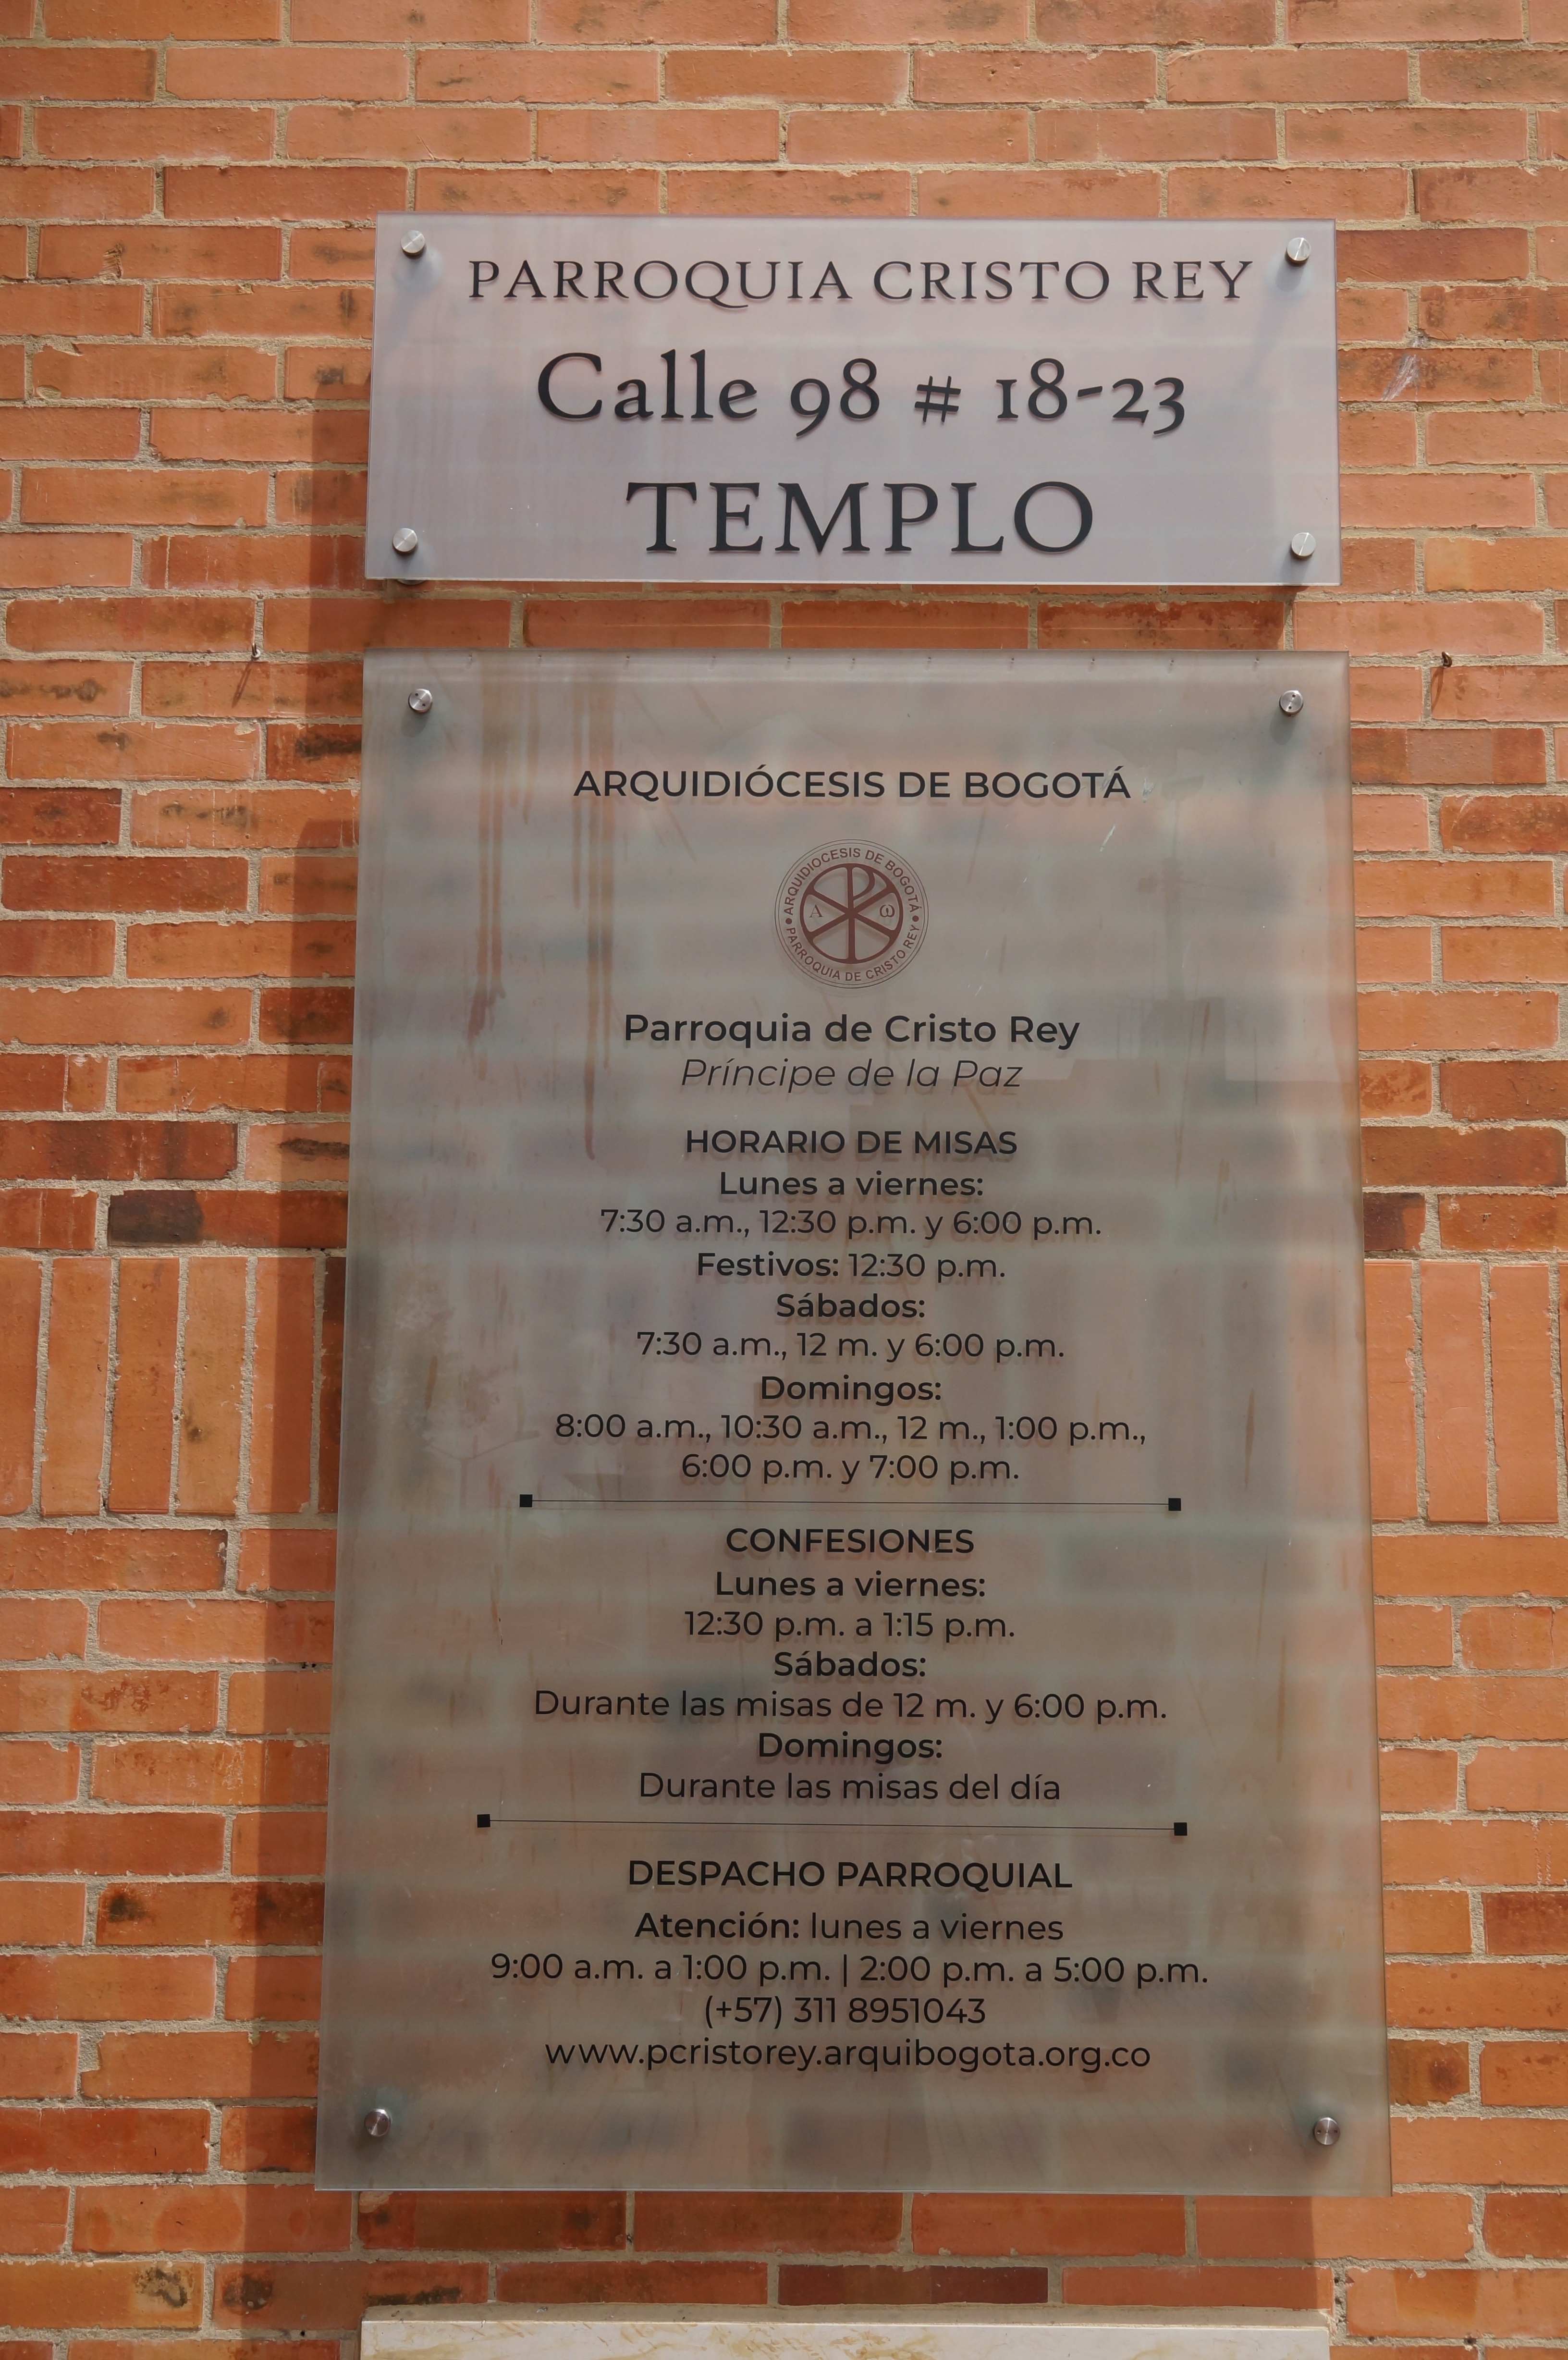 PARROQUIA CRISTO REY
Calle 98 # 18-23
TEMPLO
ARQUIDIÓCESIS DE BOGOTÁ
ARQUIDIOCESIS DE BOGOTÁ
Α ω
PARROQUIA DE CRISTO REY
Parroquia de Cristo Rey
Príncipe de la Paz
HORARIO DE MISAS
Lunes a viernes:
7:30 a.m., 12:30 p.m. y 6:00 p.m.
Festivos: 12:30 p.m.
Sábados:
7:30 a.m., 12 m. y 6:00 p.m.
Domingos:
8:00 a.m., 10:30 a.m., 12 m., 1:00 p.m.,
6:00 p.m. y 7:00 p.m.
CONFESIONES
Lunes a viernes:
12:30 p.m. a 1:15 p.m.
Sábados:
Durante las misas de 12 m. y 6:00 p.m.
Domingos:
Durante las misas del día
DESPACHO PARROQUIAL
Atención: lunes a viernes
9:00 a.m. a 1:00 p.m. | 2:00 p.m. a 5:00 p.m.
(+57) 311 8951043
www.pcristorey.arquibogota.org.co